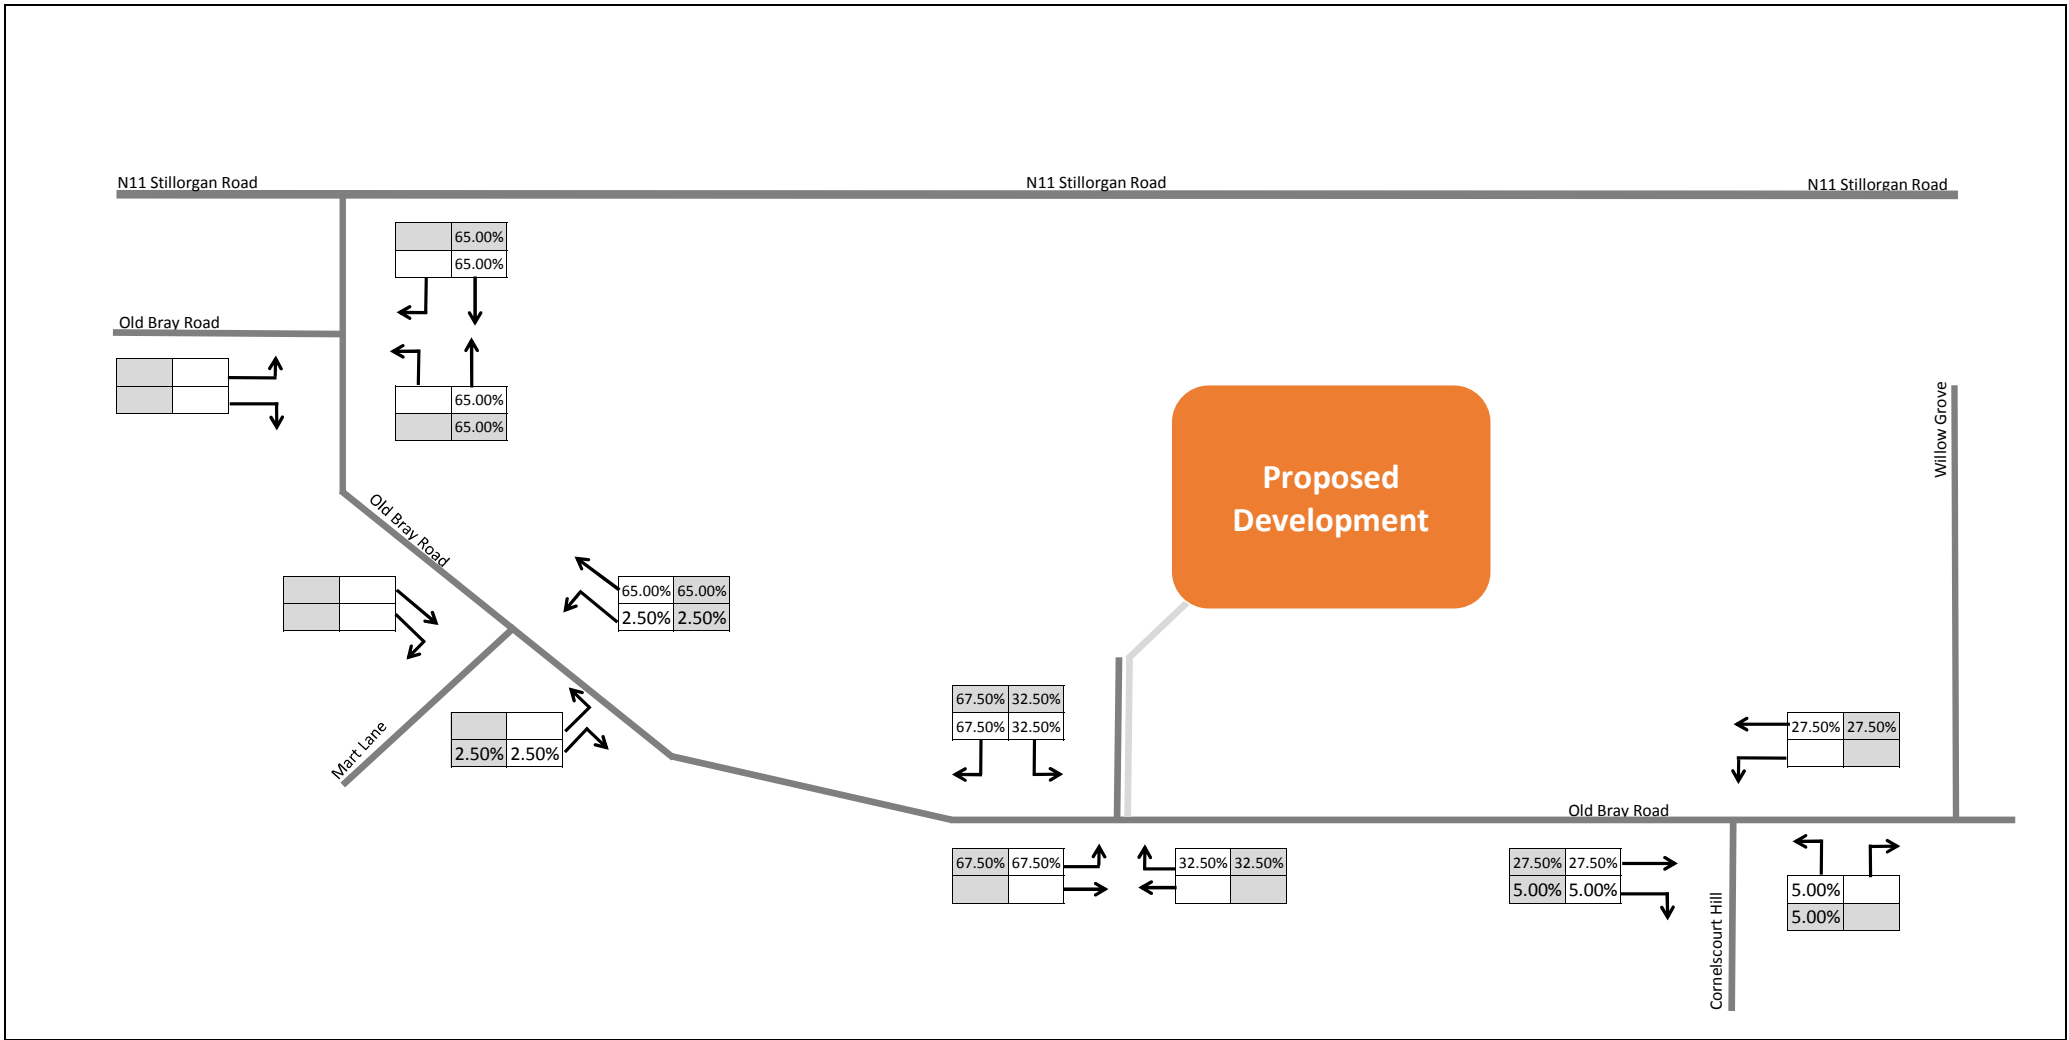 N11 Stillorgan Road
N11 Stillorgan Road
N11 Stillorgan Road
65.00%
65.00%
Old Bray Road
65.00%
65.00%
Willow Grove
Proposed
Development
Old Bray Road
65.00% 65.00%
2.50% 2.50%
67.50% 32.50%
67.50% 32.50%
2.50% 2.50%
Mart Lane
27.50% 27.50%
Old Bray Road
67.50% 67.50%
32.50% 32.50%
27.50% 27.50%
5.00% 5.00%
5.00%
5.00%
Cornelscourt Hill